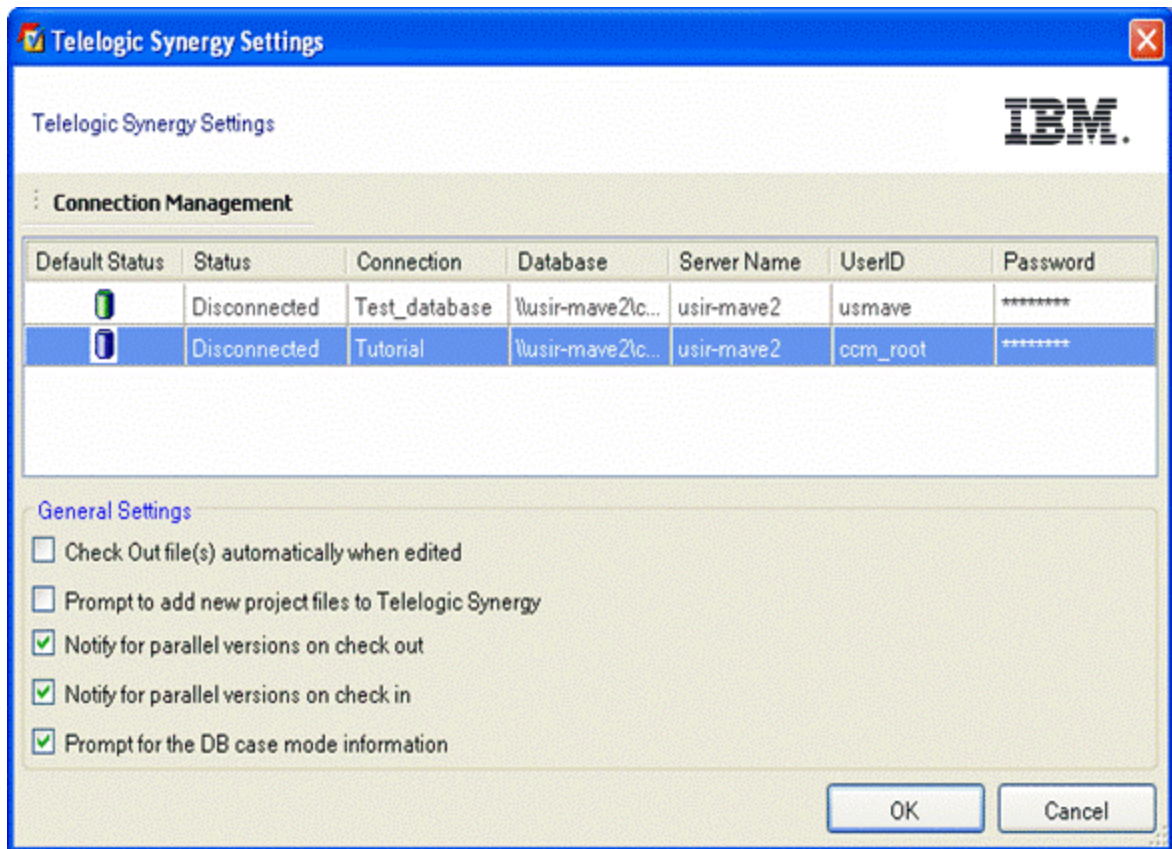 Telelogic Synergy Settings
Telelogic Synergy Settings
IBM.
Connection Management
Default Status Status Connection Database Server Name UserID Password
Disconnected Test_database \\usir-mave2\c... usir-mave2 usmave ********
Disconnected Tutorial \\usir-mave2\c... usir-mave2 ccm_root ********
General Settings
Check Out file(s) automatically when edited
Prompt to add new project files to Telelogic Synergy
Notify for parallel versions on check out
Notify for parallel versions on check in
Prompt for the DB case mode information
OK Cancel